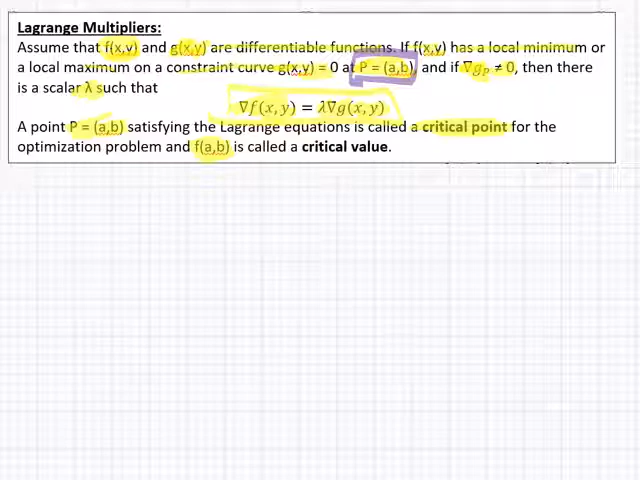 Lagrange Multipliers:
Assume that f(x,y) and g(x,y) are differentiable functions. If f(x,y) has a local minimum or
a local maximum on a constraint curve g(x,y) = 0 at P = (a,b), and if ∇g_P ≠ 0, then there
is a scalar λ such that
∇f(x, y) = λ∇g(x, y)
A point P = (a,b) satisfying the Lagrange equations is called a critical point for the
optimization problem and f(a,b) is called a critical value.